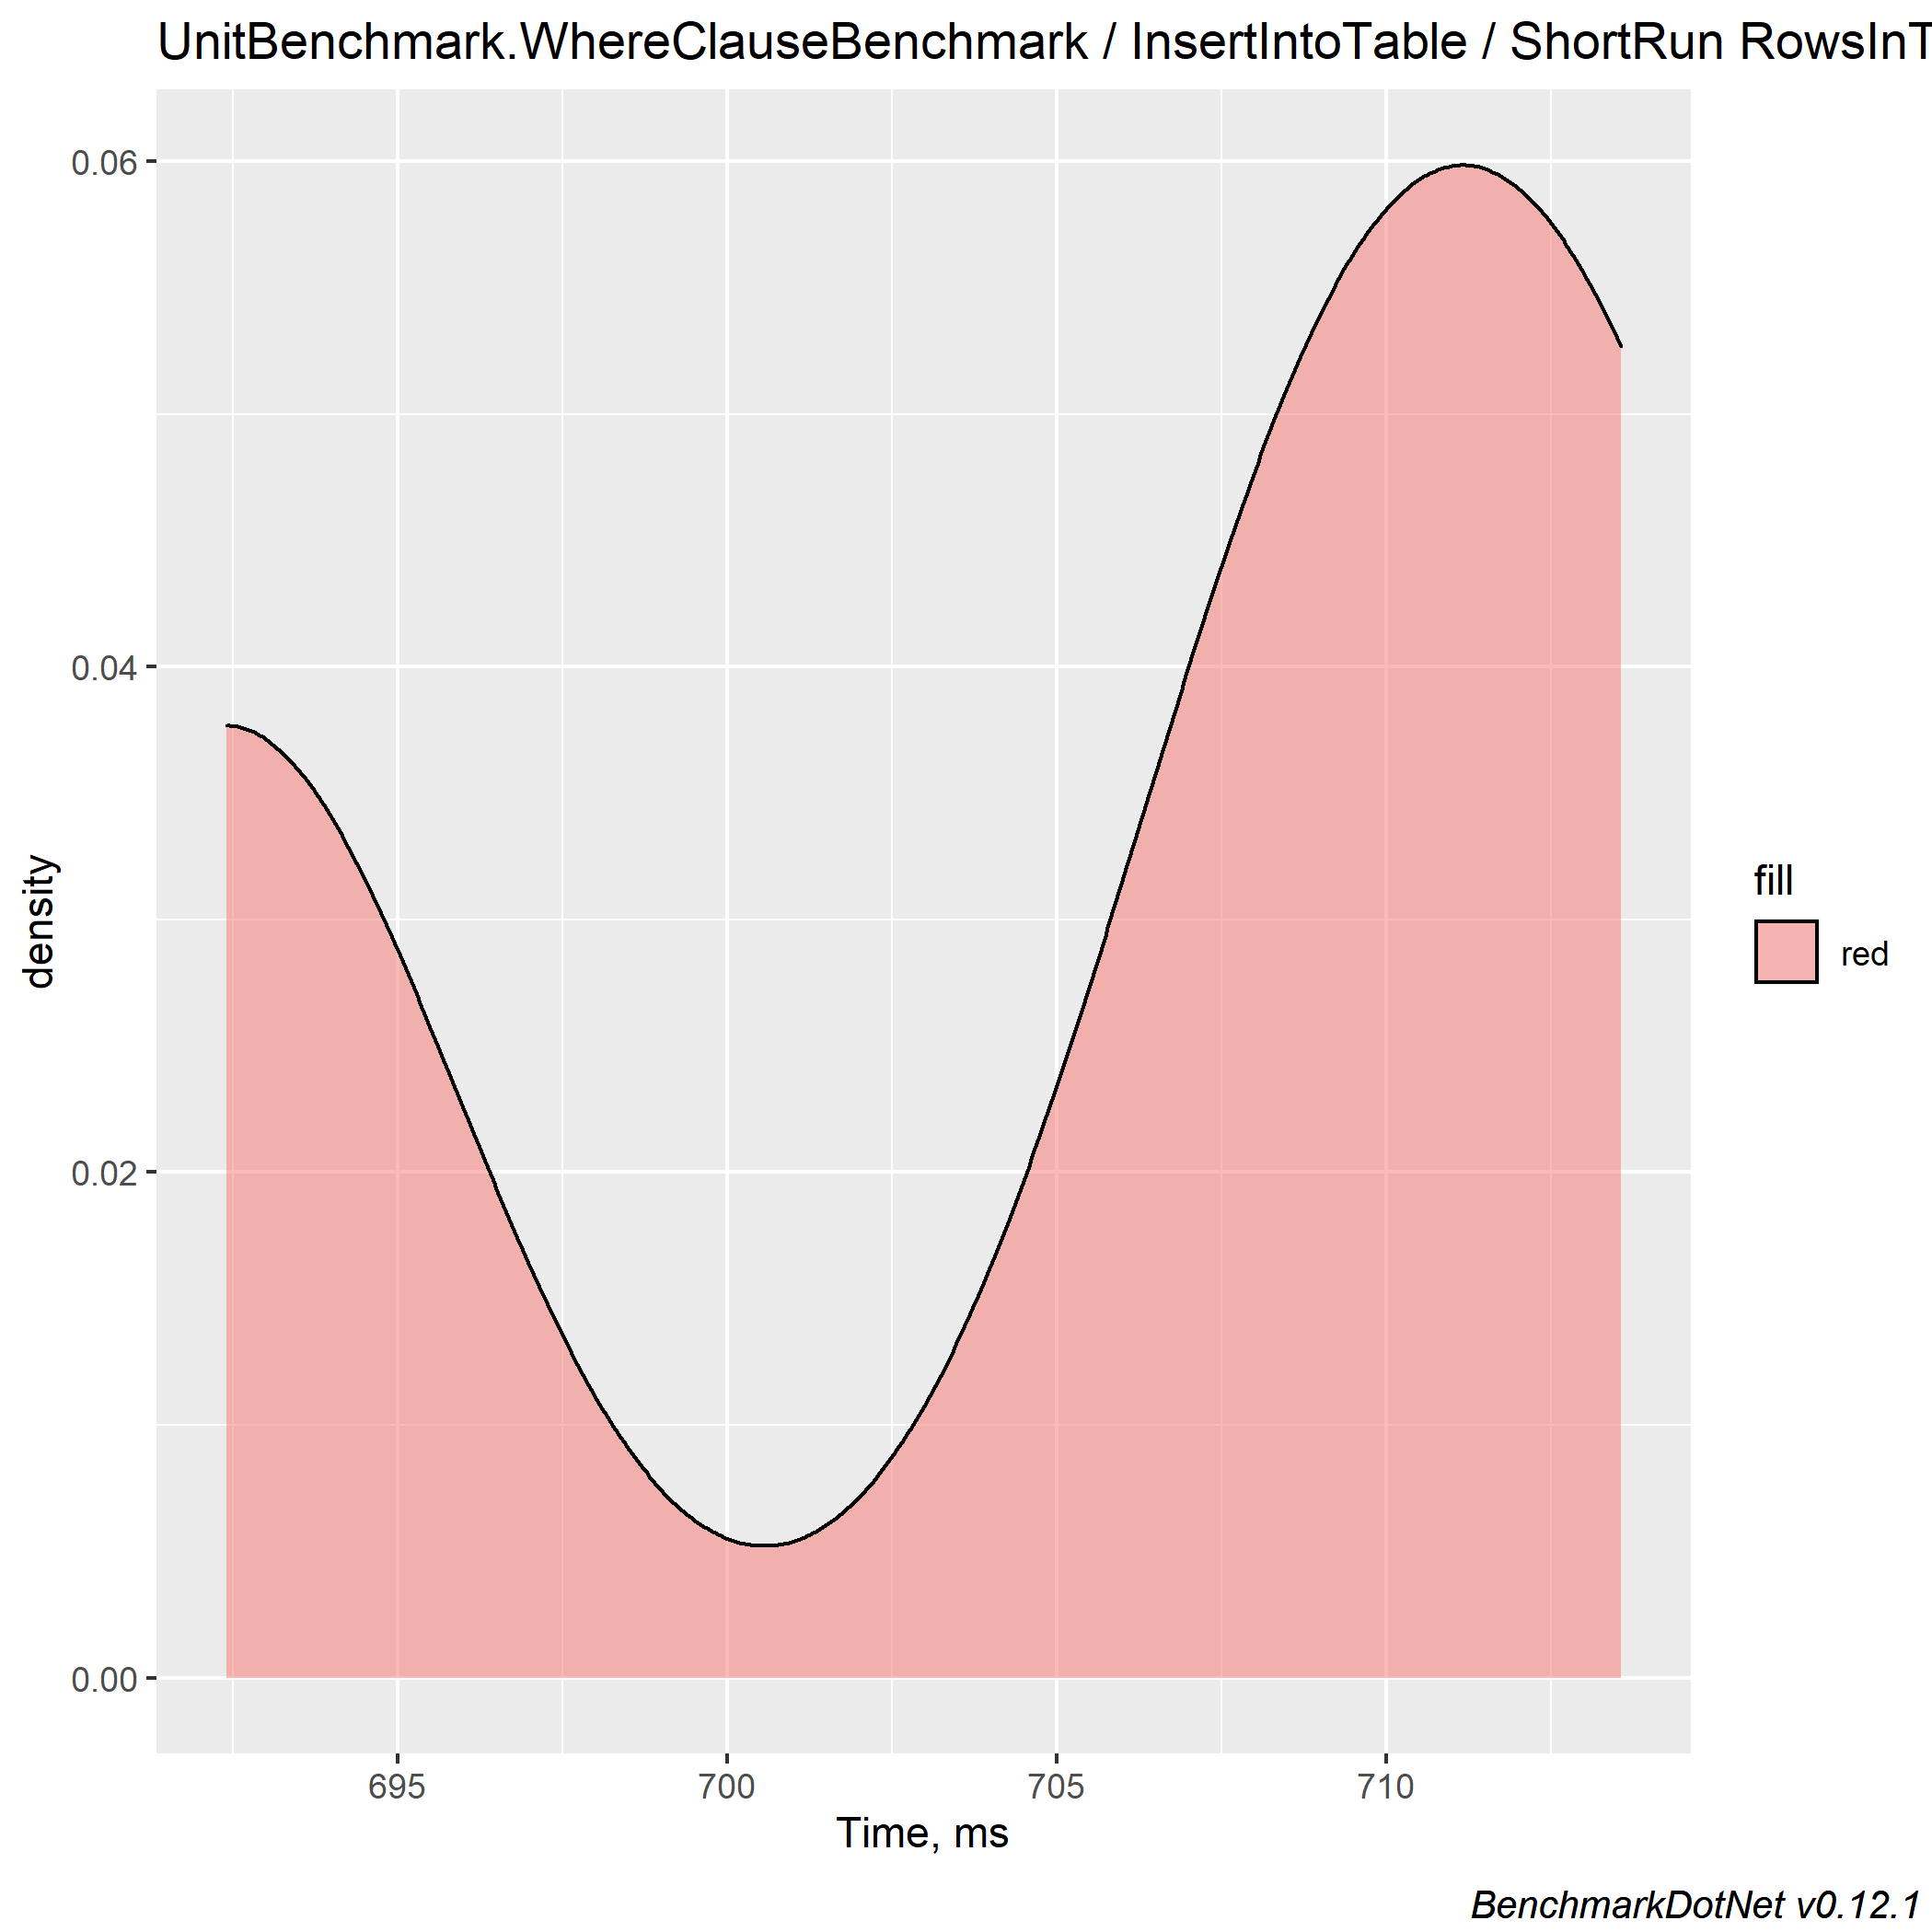 UnitBenchmark.WhereClauseBenchmark / InsertIntoTable / ShortRun RowsInT
0.06
0.04
0.02
0.00
density
695 700 705 710
Time, ms
fill
red
BenchmarkDotNet v0.12.1